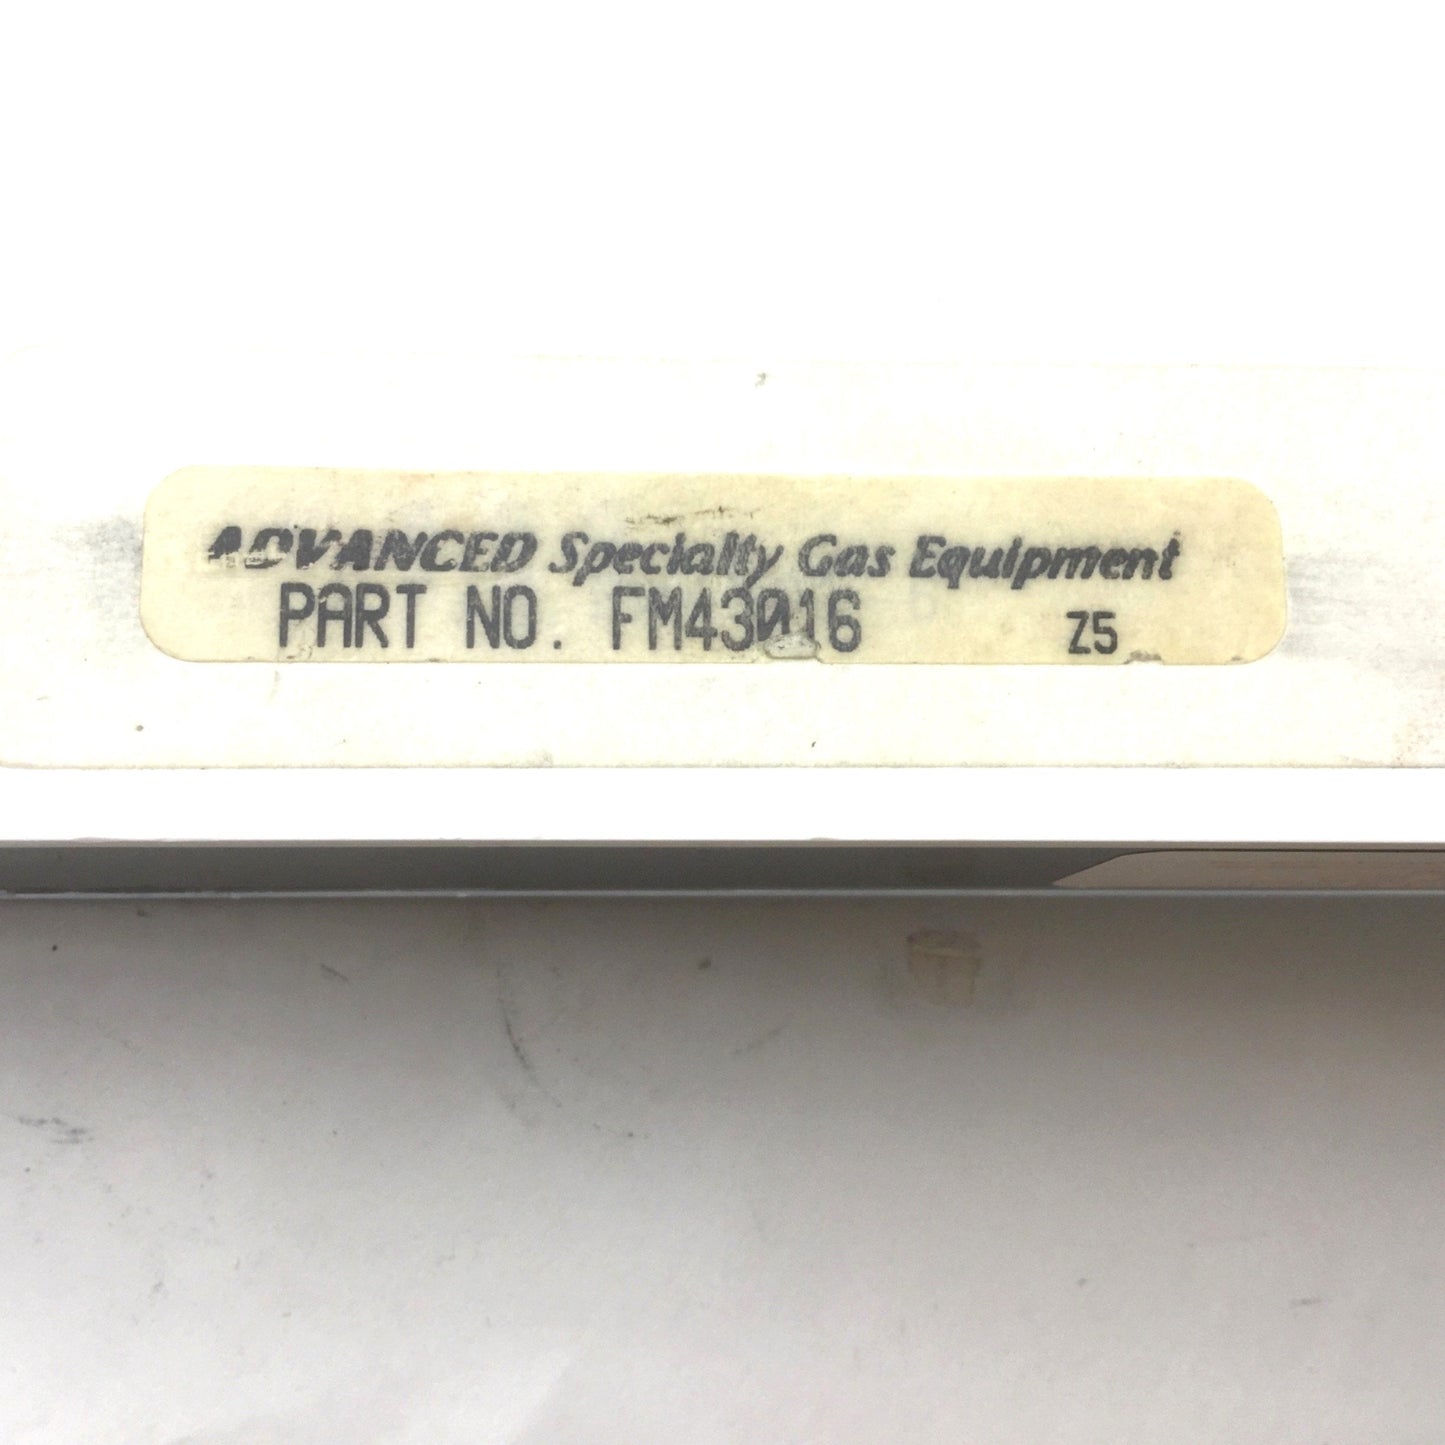 ADVANCED Specialty Gas Equipment
PART NO. FM43016 Z5